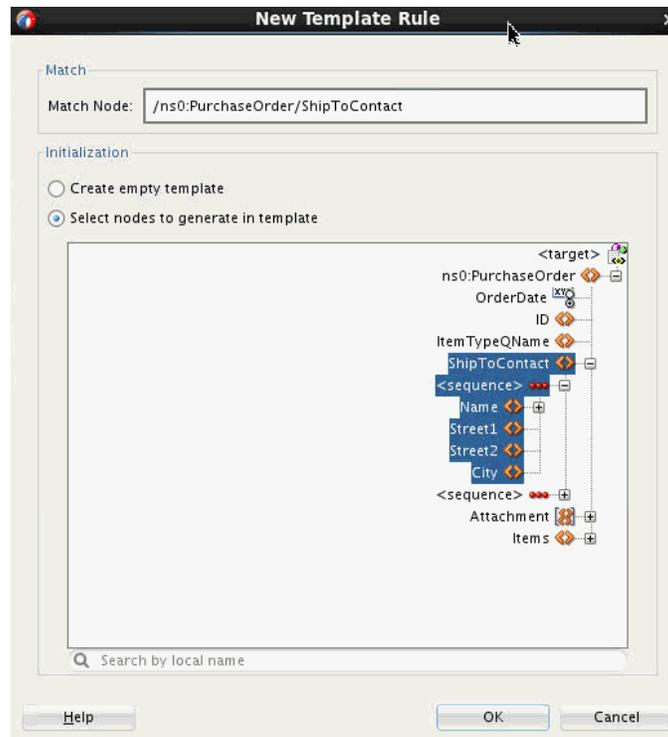 New Template Rule
Match
Match Node: /ns0:PurchaseOrder/ShipToContact
Initialization
Create empty template
Select nodes to generate in template
<target>
ns0:PurchaseOrder
OrderDate
ID
ItemTypeQName
ShipToContact
<sequence>
Name
Street1
Street2
City
<sequence>
Attachment
Items
Search by local name
Help OK Cancel